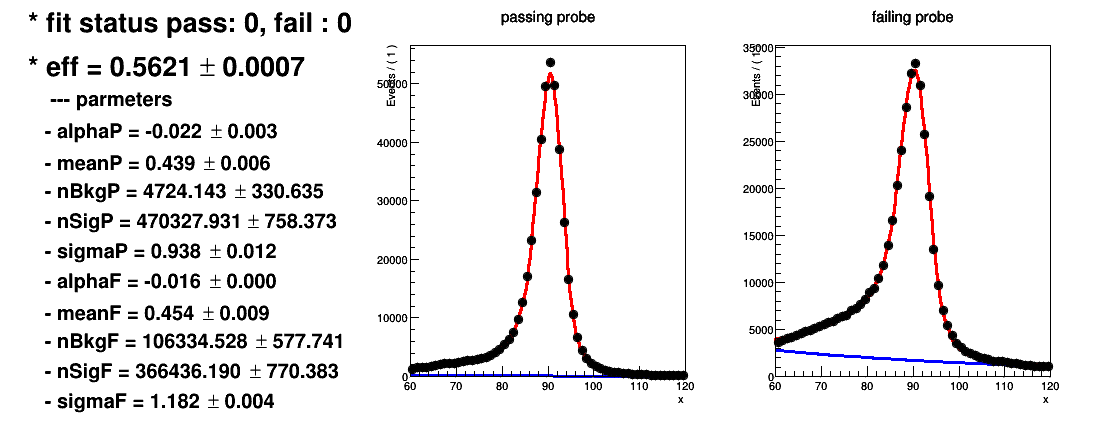 * fit status pass: 0, fail : 0
* eff = 0.5621 ± 0.0007
--- parmeters
- alphaP = -0.022 ± 0.003
- meanP = 0.439 ± 0.006
- nBkgP = 4724.143 ± 330.635
- nSigP = 470327.931 ± 758.373
- sigmaP = 0.938 ± 0.012
- alphaF = -0.016 ± 0.000
- meanF = 0.454 ± 0.009
- nBkgF = 106334.528 ± 577.741
- nSigF = 366436.190 ± 770.383
- sigmaF = 1.182 ± 0.004
passing probe
Events / ( 1 )
50000
40000
30000
20000
10000
0
60 70 80 90 100 110 120
x
failing probe
Events / ( 1 )
35000
30000
25000
20000
15000
10000
5000
0
60 70 80 90 100 110 120
x